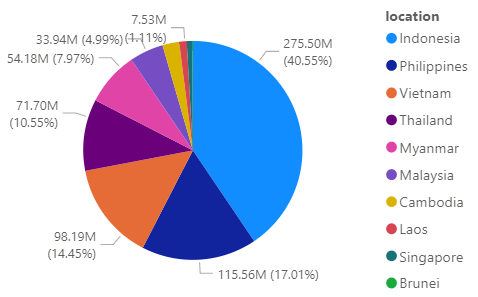 7.53M
(1.11%)
33.94M (4.99%)
54.18M (7.97%)
71.70M
(10.55%)
98.19M
(14.45%)
115.56M (17.01%)
275.50M
(40.55%)
location
Indonesia
Philippines
Vietnam
Thailand
Myanmar
Malaysia
Cambodia
Laos
Singapore
Brunei